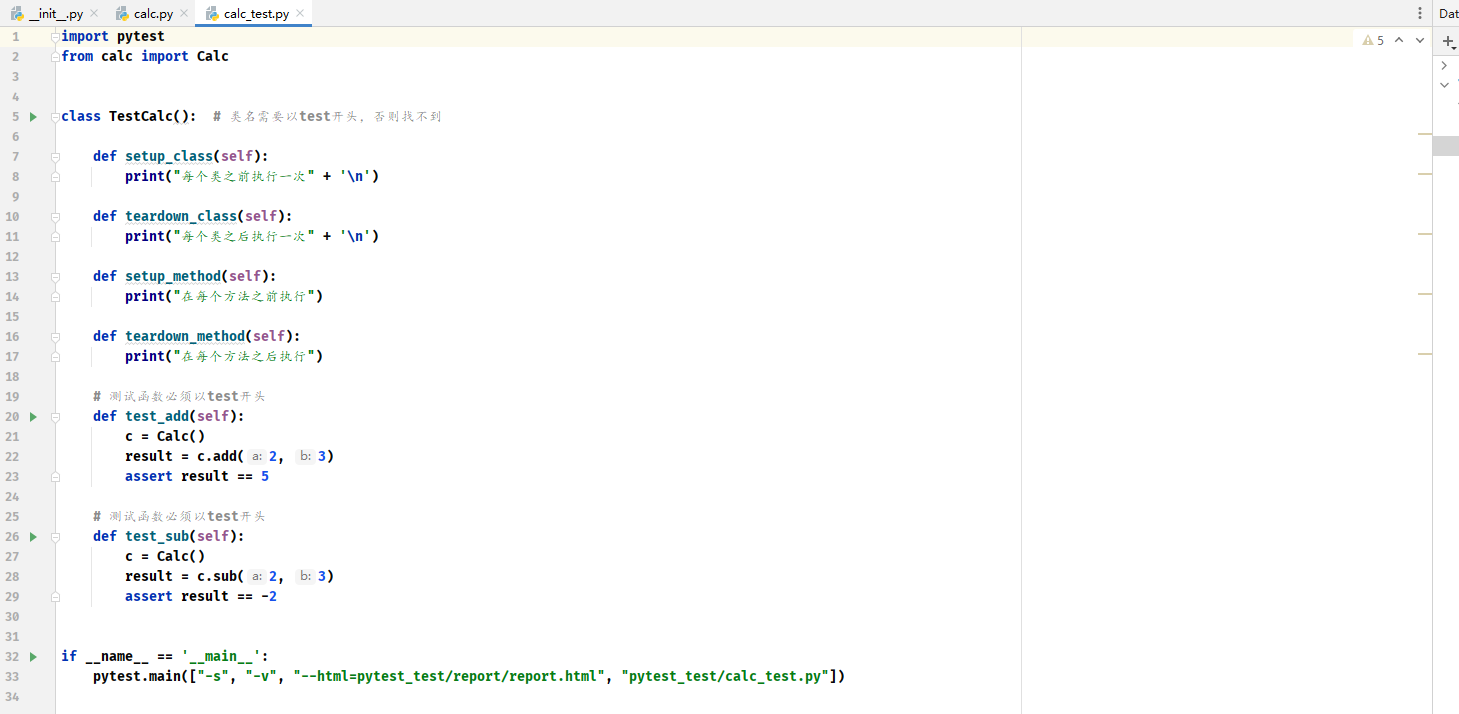 __init__.py calc.py calc_test.py Dat
5
1 import pytest
2 from calc import Calc
3
4
5 class TestCalc():  # 类名需要以test开头，否则找不到
6
7     def setup_class(self):
8         print("每个类之前执行一次" + '\n')
9
10     def teardown_class(self):
11         print("每个类之后执行一次" + '\n')
12
13     def setup_method(self):
14         print("在每个方法之前执行")
15
16     def teardown_method(self):
17         print("在每个方法之后执行")
18
19     # 测试函数必须以test开头
20     def test_add(self):
21         c = Calc()
22         result = c.add( a: 2,  b: 3)
23         assert result == 5
24
25     # 测试函数必须以test开头
26     def test_sub(self):
27         c = Calc()
28         result = c.sub( a: 2,  b: 3)
29         assert result == -2
30
31
32 if __name__ == '__main__':
33     pytest.main(["-s", "-v", "--html=pytest_test/report/report.html", "pytest_test/calc_test.py"])
34